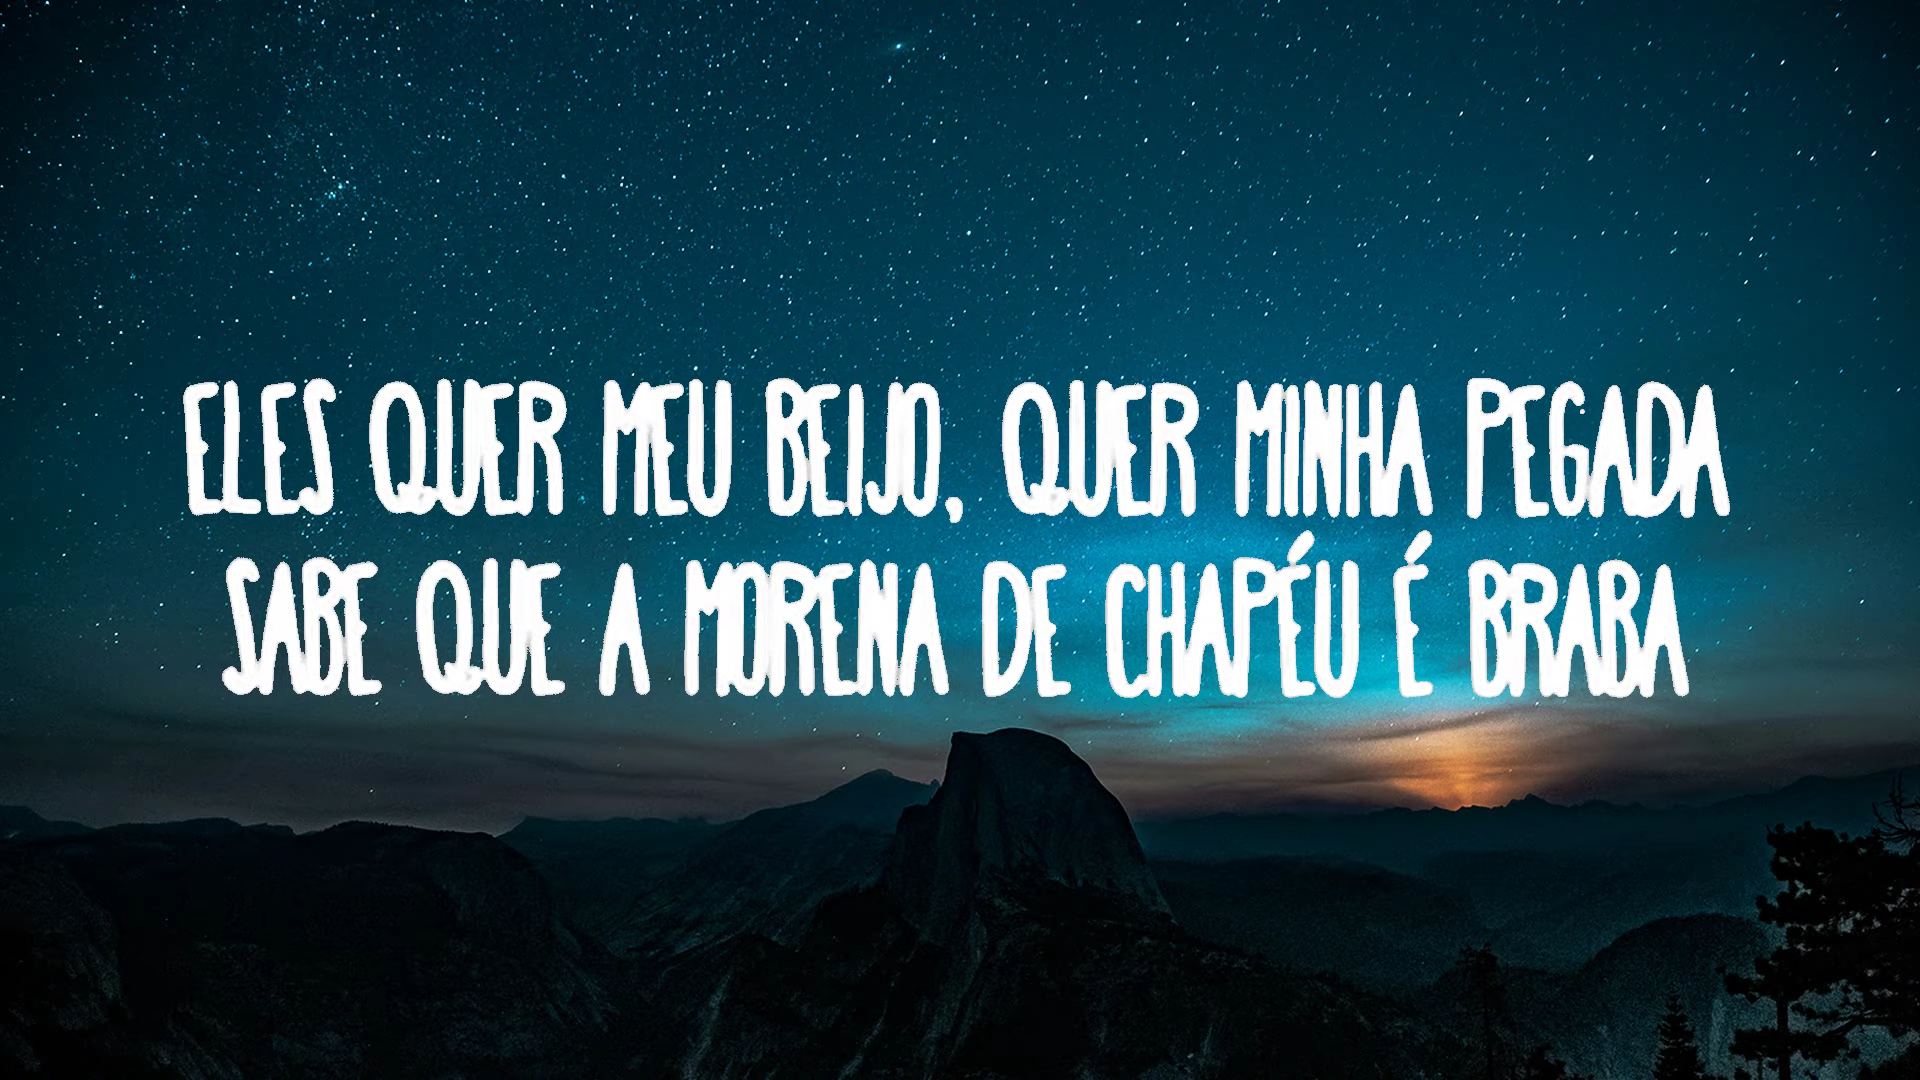 ELES QUER MEU BEIJO, QUER MINHA PEGADA
SABE QUE A MORENA DE CHAPÉU É BRABA